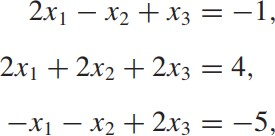 2x₁ − x₂ + x₃ = −1,
2x₁ + 2x₂ + 2x₃ = 4,
−x₁ − x₂ + 2x₃ = −5,